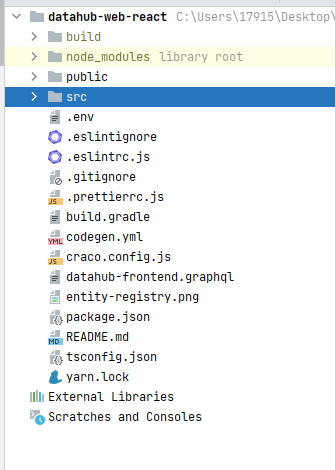 datahub-web-react C:\Users\17915\Desktop\
build
node_modules library root
public
src
.env
.eslintignore
.eslintrc.js
.gitignore
.prettierrc.js
build.gradle
codegen.yml
craco.config.js
datahub-frontend.graphql
entity-registry.png
package.json
README.md
tsconfig.json
yarn.lock
External Libraries
Scratches and Consoles